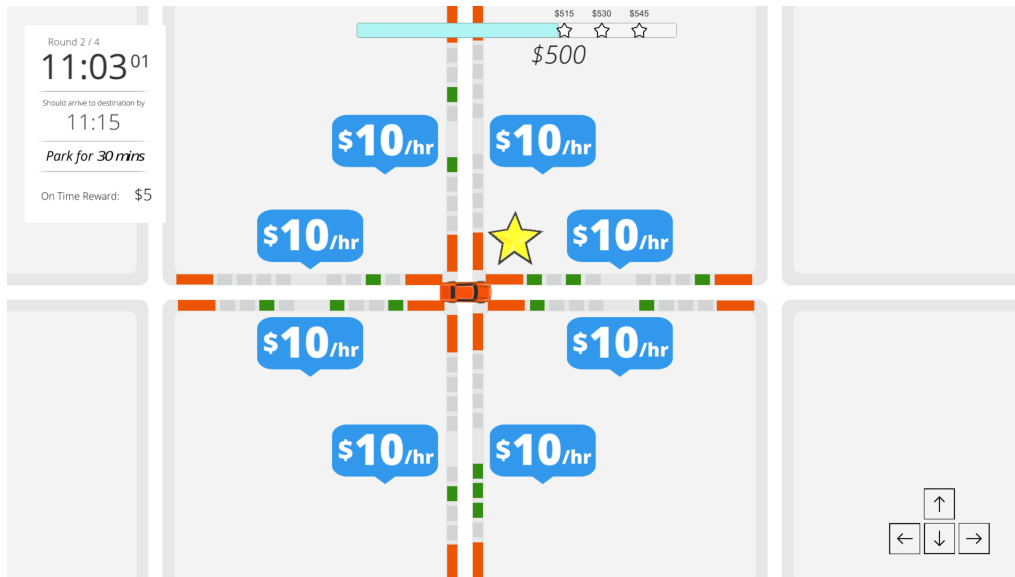 Round 2 / 4
11:03 01
Should arrive to destination by
11:15
Park for 30 mins
On Time Reward: $5
$515 $530 $545
$500
$10/hr $10/hr
$10/hr $10/hr
$10/hr $10/hr
$10/hr $10/hr